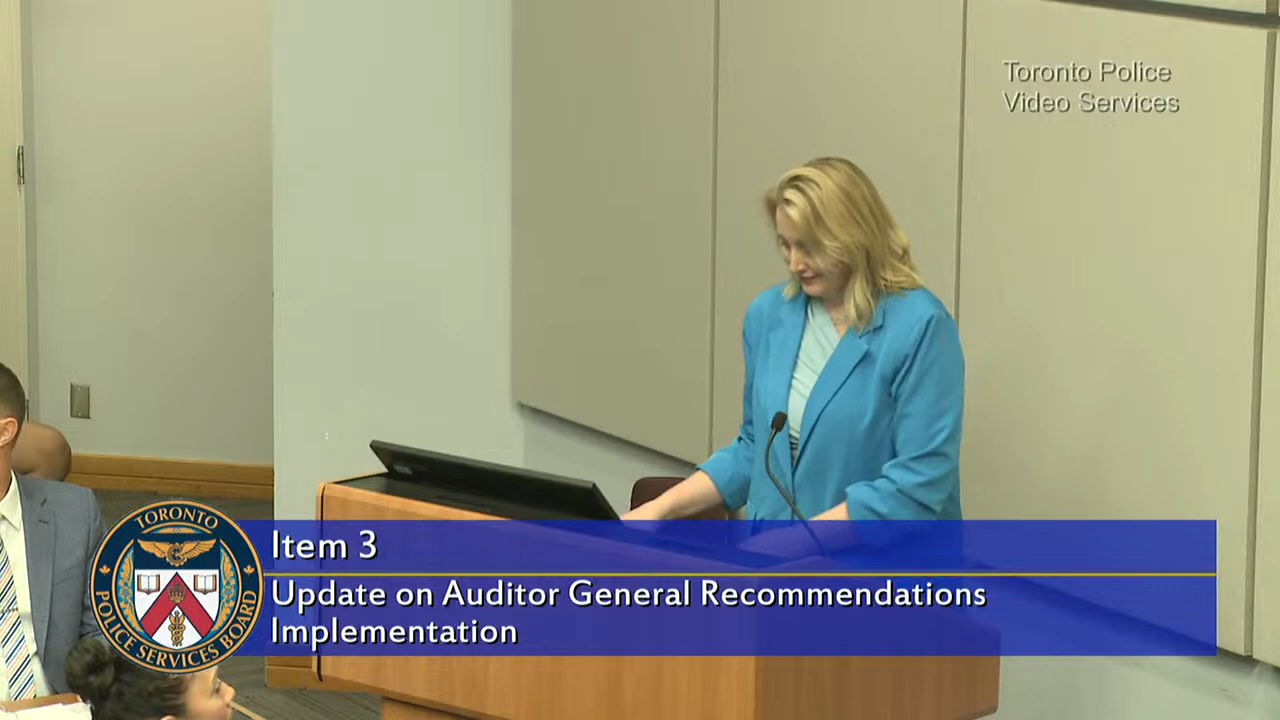 Toronto Police
Video Services
Item 3
Update on Auditor General Recommendations
Implementation
TORONTO
POLICE SERVICES BOARD